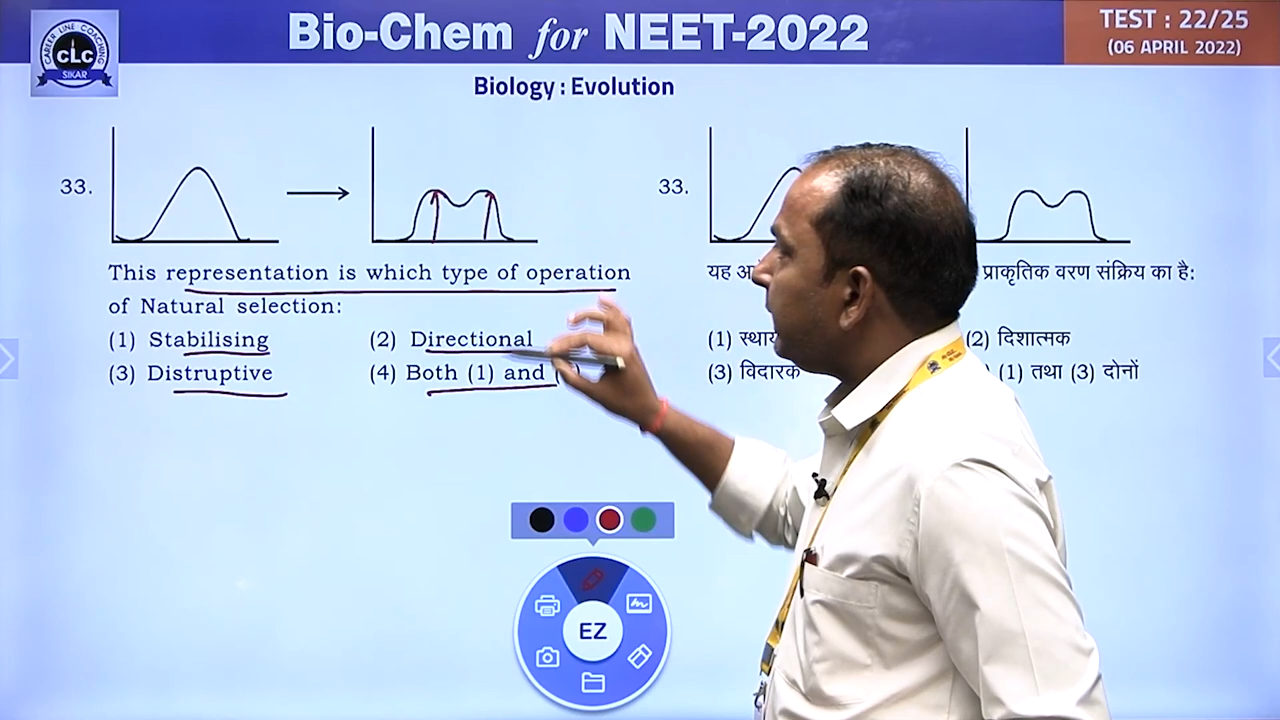 Bio-Chem for NEET-2022
TEST : 22/25
(06 APRIL 2022)
CAREER LINE COACHING
CLC
SIKAR
Biology : Evolution
33.
This representation is which type of operation
of Natural selection:
(1) Stabilising
(2) Directional
(3) Distruptive
(4) Both (1) and
33.
यह
प्राकृतिक वरण संक्रिय का है:
(1)
(2) दिशात्मक
(3) विदारक
(1) तथा (3) दोनों
EZ